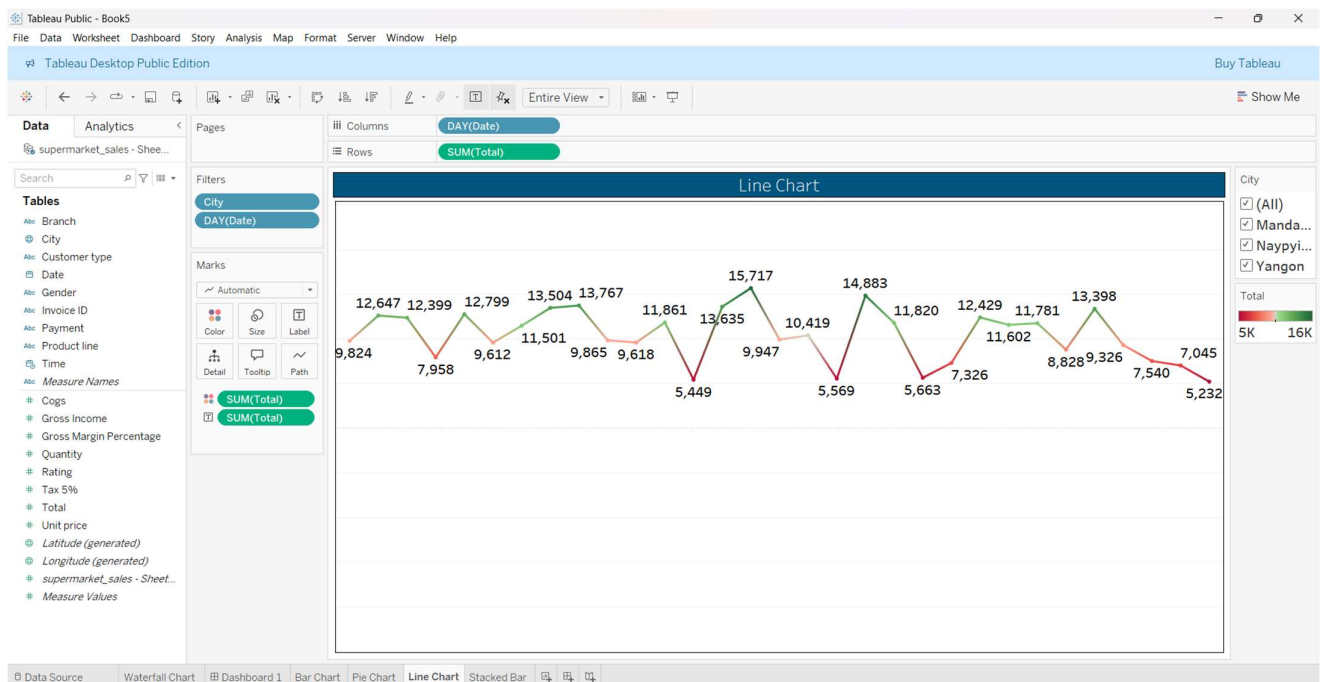 Tableau Public - Book5
File Data Worksheet Dashboard Story Analysis Map Format Server Window Help
Tableau Desktop Public Edition
Buy Tableau
Entire View
Show Me
Data Analytics
supermarket_sales - Shee...
Search
Tables
Abc Branch
City
Abc Customer type
Date
Abc Gender
Abc Invoice ID
Abc Payment
Abc Product line
Time
Abc Measure Names
# Cogs
# Gross Income
# Gross Margin Percentage
# Quantity
# Rating
# Tax 5%
# Total
# Unit price
Latitude (generated)
Longitude (generated)
# supermarket_sales - Sheet...
# Measure Values
Pages
Filters
City
DAY(Date)
Marks
Automatic
Color Size Label
Detail Tooltip Path
SUM(Total)
T SUM(Total)
iii Columns DAY(Date)
Rows SUM(Total)
Line Chart
15,717
14,883
12,647 12,399 12,799 13,504 13,767 11,861 13,635 10,419 11,820 12,429 11,781 13,398
9,824 7,958 9,612 11,501 9,865 9,618 5,449 9,947 5,569 5,663 7,326 11,602 8,828 9,326 7,540 7,045 5,232
City
(All)
Manda...
Naypyi...
Yangon
Total
5K 16K
Data Source Waterfall Chart Dashboard 1 Bar Chart Pie Chart Line Chart Stacked Bar